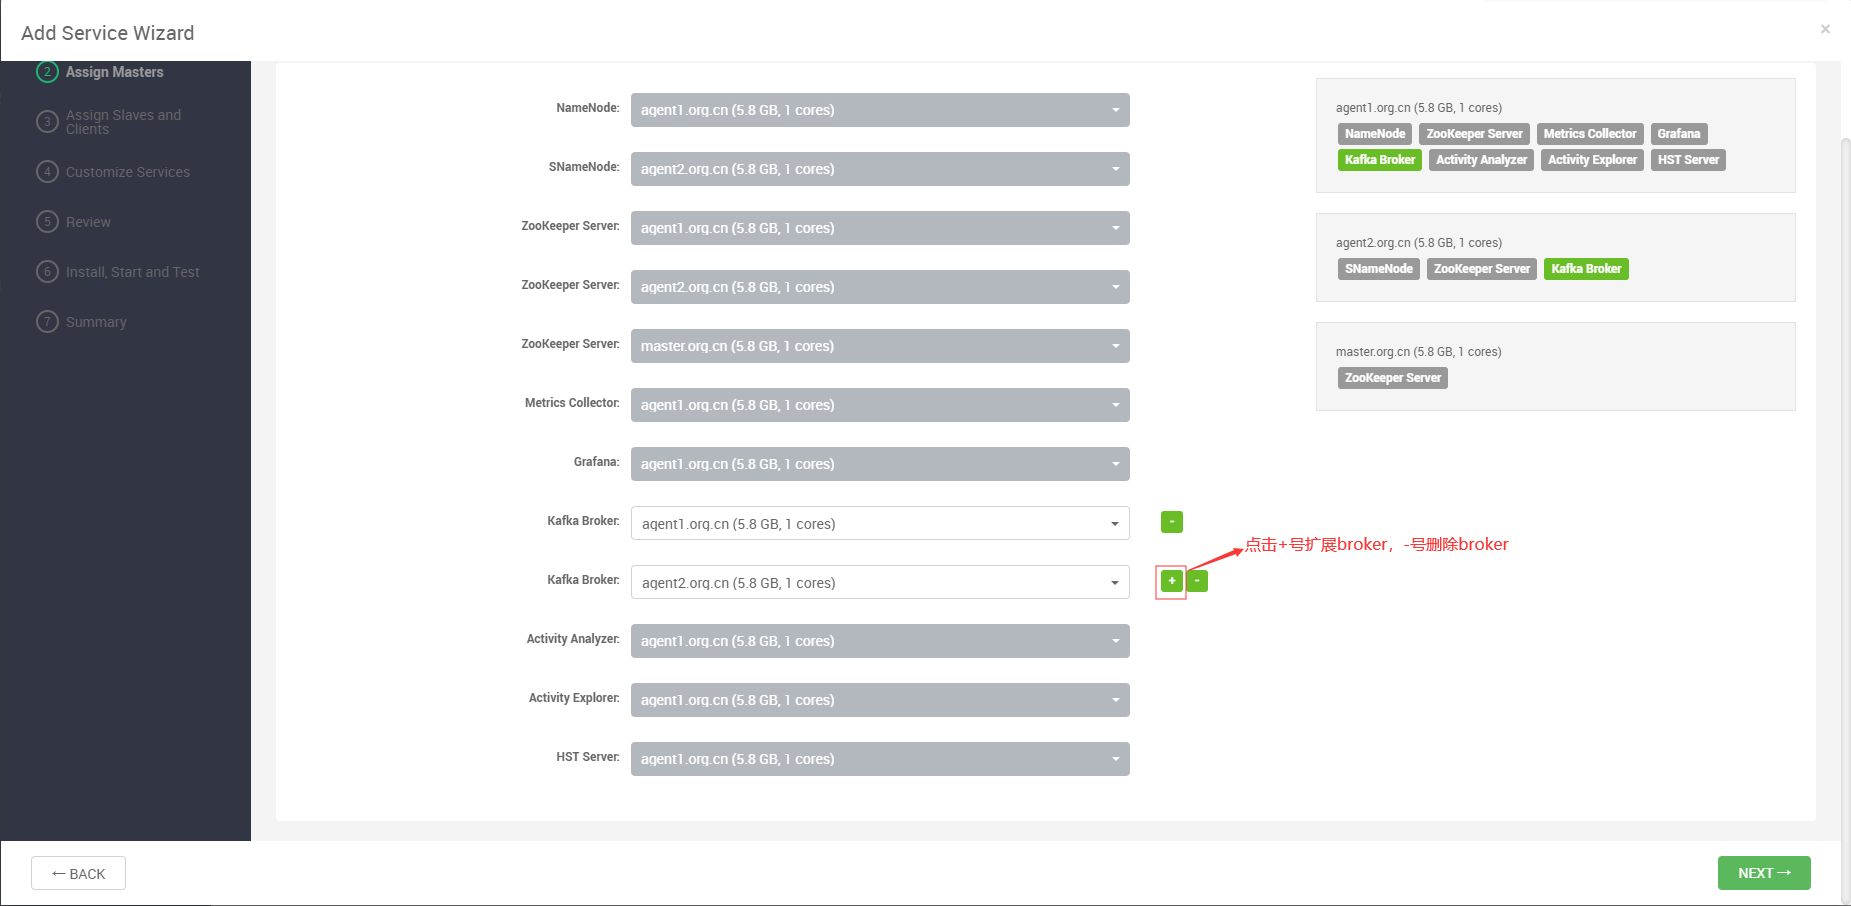 Add Service Wizard
×
2 Assign Masters
3 Assign Slaves and
Clients
4 Customize Services
5 Review
6 Install, Start and Test
7 Summary
NameNode: agent1.org.cn (5.8 GB, 1 cores)
SNameNode: agent2.org.cn (5.8 GB, 1 cores)
ZooKeeper Server: agent1.org.cn (5.8 GB, 1 cores)
ZooKeeper Server: agent2.org.cn (5.8 GB, 1 cores)
ZooKeeper Server: master.org.cn (5.8 GB, 1 cores)
Metrics Collector: agent1.org.cn (5.8 GB, 1 cores)
Grafana: agent1.org.cn (5.8 GB, 1 cores)
Kafka Broker: agent1.org.cn (5.8 GB, 1 cores) -
点击+号扩展broker，-号删除broker
Kafka Broker: agent2.org.cn (5.8 GB, 1 cores) + -
Activity Analyzer: agent1.org.cn (5.8 GB, 1 cores)
Activity Explorer: agent1.org.cn (5.8 GB, 1 cores)
HST Server: agent1.org.cn (5.8 GB, 1 cores)
agent1.org.cn (5.8 GB, 1 cores)
NameNode ZooKeeper Server Metrics Collector Grafana
Kafka Broker Activity Analyzer Activity Explorer HST Server
agent2.org.cn (5.8 GB, 1 cores)
SNameNode ZooKeeper Server Kafka Broker
master.org.cn (5.8 GB, 1 cores)
ZooKeeper Server
← BACK
NEXT →